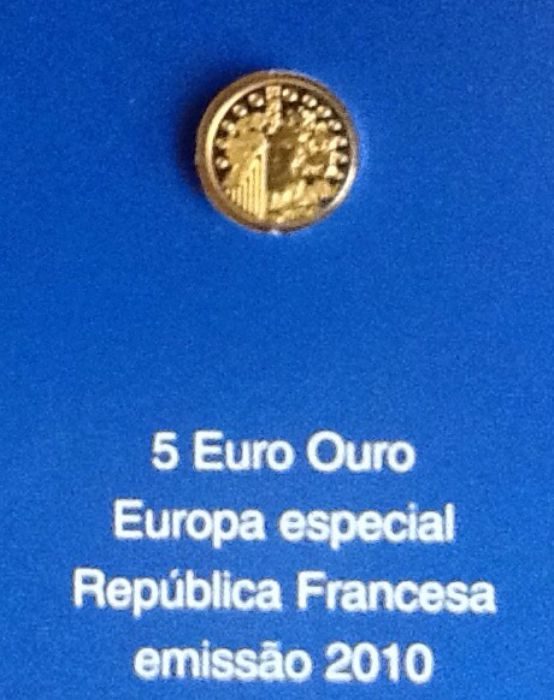 5 Euro Ouro
Europa especial
República Francesa
emissão 2010